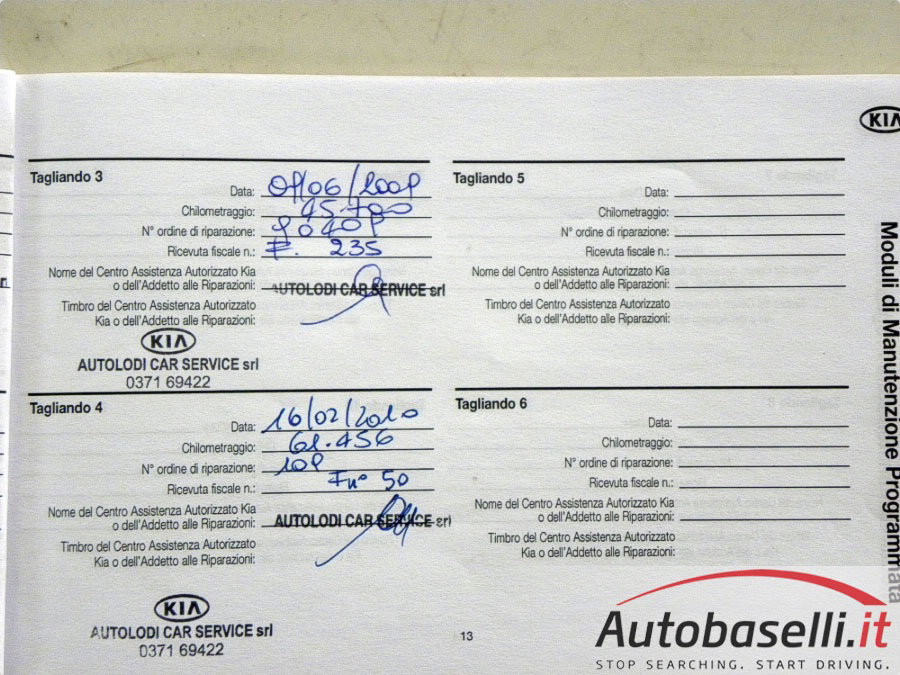 KIA
Tagliando 3
Data: 09/06/2009
Chilometraggio: 45.700
N° ordine di riparazione:
Ricevuta fiscale n.: F. 235
Nome del Centro Assistenza Autorizzato Kia
o dell'Addetto alle Riparazioni: AUTOLODI CAR SERVICE srl
Timbro del Centro Assistenza Autorizzato
Kia o dell'Addetto alle Riparazioni:
KIA
AUTOLODI CAR SERVICE srl
0371 69422
Tagliando 4
Data: 16/02/2010
Chilometraggio: 61.456
N° ordine di riparazione:
Ricevuta fiscale n.: F n° 50
Nome del Centro Assistenza Autorizzato Kia
o dell'Addetto alle Riparazioni: AUTOLODI CAR SERVICE srl
Timbro del Centro Assistenza Autorizzato
Kia o dell'Addetto alle Riparazioni:
KIA
AUTOLODI CAR SERVICE srl
0371 69422
Tagliando 5
Data:
Chilometraggio:
N° ordine di riparazione:
Ricevuta fiscale n.:
Nome del Centro Assistenza Autorizzato Kia
o dell'Addetto alle Riparazioni:
Timbro del Centro Assistenza Autorizzato
Kia o dell'Addetto alle Riparazioni:
Tagliando 6
Data:
Chilometraggio:
N° ordine di riparazione:
Ricevuta fiscale n.:
Nome del Centro Assistenza Autorizzato Kia
o dell'Addetto alle Riparazioni:
Timbro del Centro Assistenza Autorizzato
Kia o dell'Addetto alle Riparazioni:
Moduli di Manutenzione Programmata
13
Autobaselli.it
STOP SEARCHING. START DRIVING.